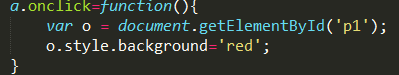 a.onclick=function(){
    var o = document.getElementById('p1');
    o.style.background='red';
}